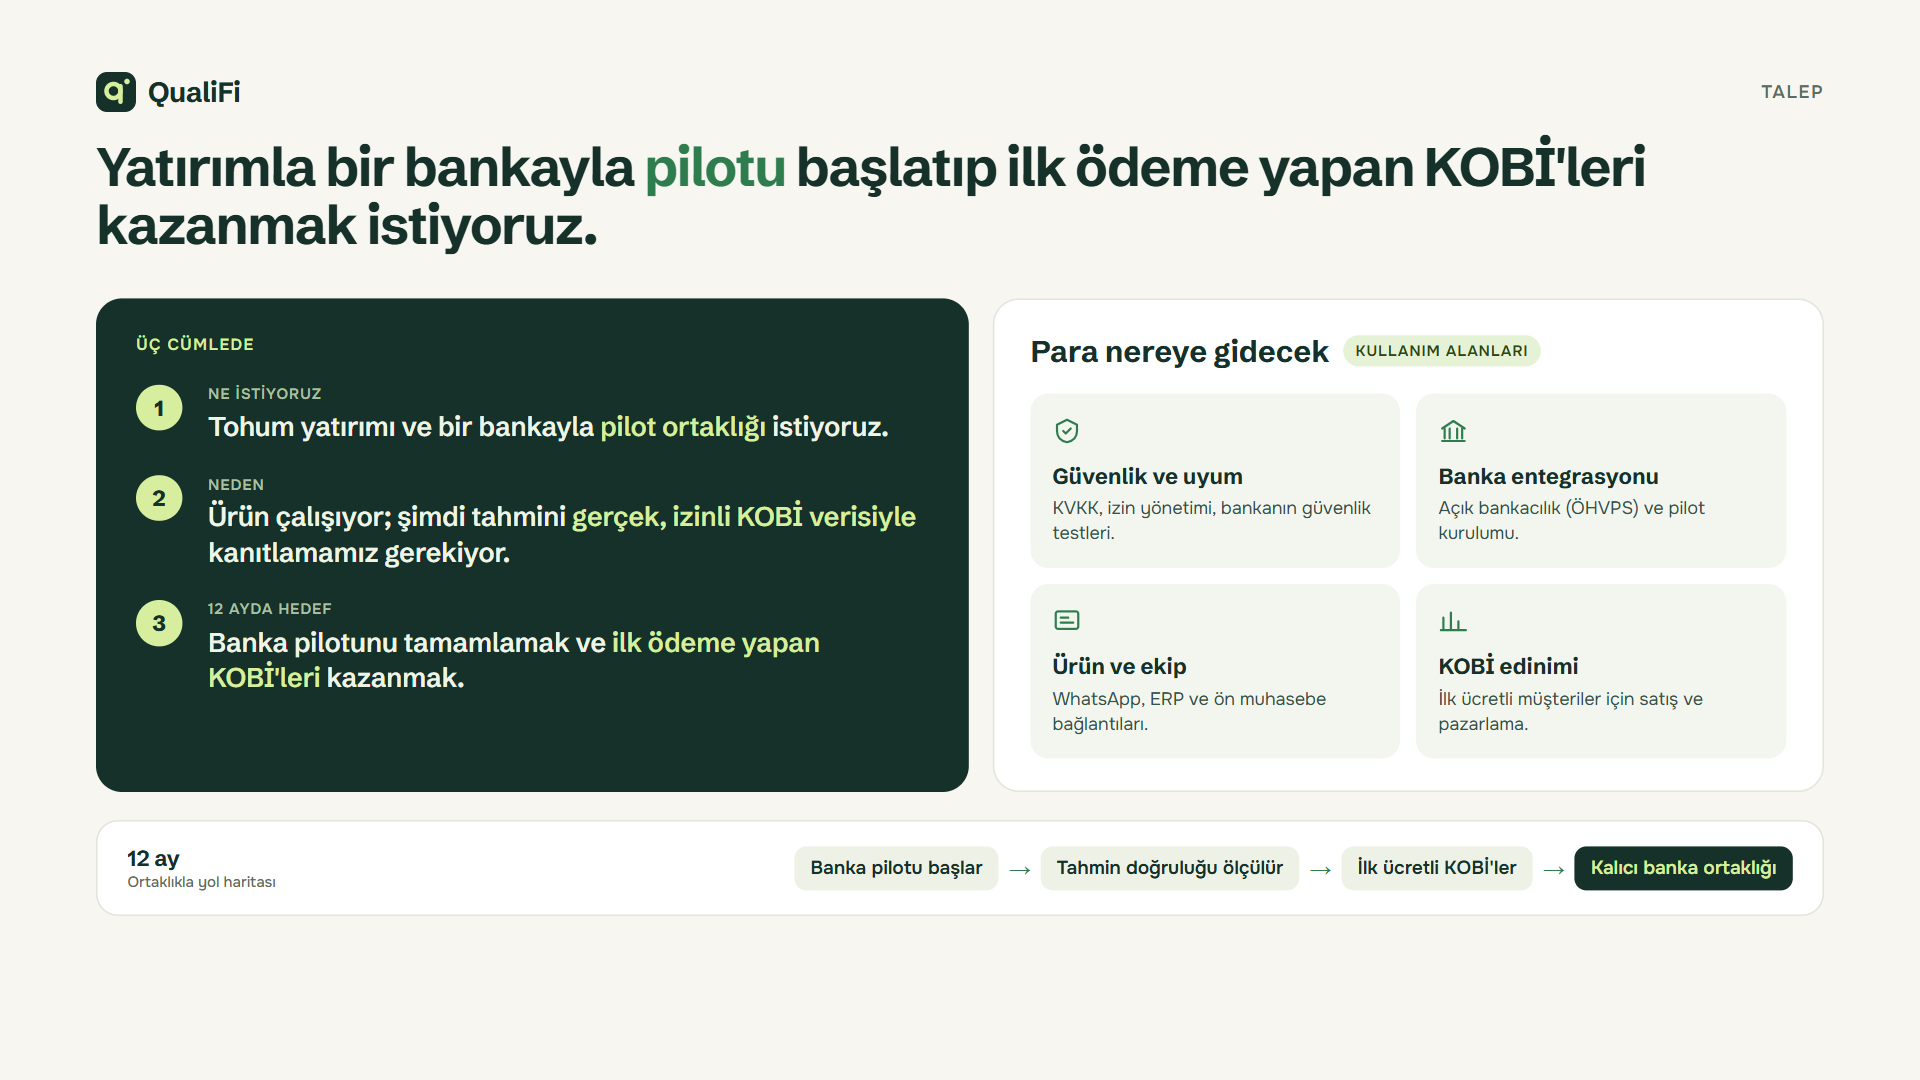 QualiFi
TALEP
Yatırımla bir bankayla pilotu başlatıp ilk ödeme yapan KOBİ'leri
kazanmak istiyoruz.
ÜÇ CÜMLEDE
1
NE İSTİYORUZ
Tohum yatırımı ve bir bankayla pilot ortaklığı istiyoruz.
2
NEDEN
Ürün çalışıyor; şimdi tahmini gerçek, izinli KOBİ verisiyle
kanıtlamamız gerekiyor.
3
12 AYDA HEDEF
Banka pilotunu tamamlamak ve ilk ödeme yapan
KOBİ'leri kazanmak.
Para nereye gidecek
KULLANIM ALANLARI
Güvenlik ve uyum
KVKK, izin yönetimi, bankanın güvenlik
testleri.
Banka entegrasyonu
Açık bankacılık (ÖHVPS) ve pilot
kurulumu.
Ürün ve ekip
WhatsApp, ERP ve ön muhasebe
bağlantıları.
KOBİ edinimi
İlk ücretli müşteriler için satış ve
pazarlama.
12 ay
Ortaklıkla yol haritası
Banka pilotu başlar → Tahmin doğruluğu ölçülür → İlk ücretli KOBİ'ler → Kalıcı banka ortaklığı